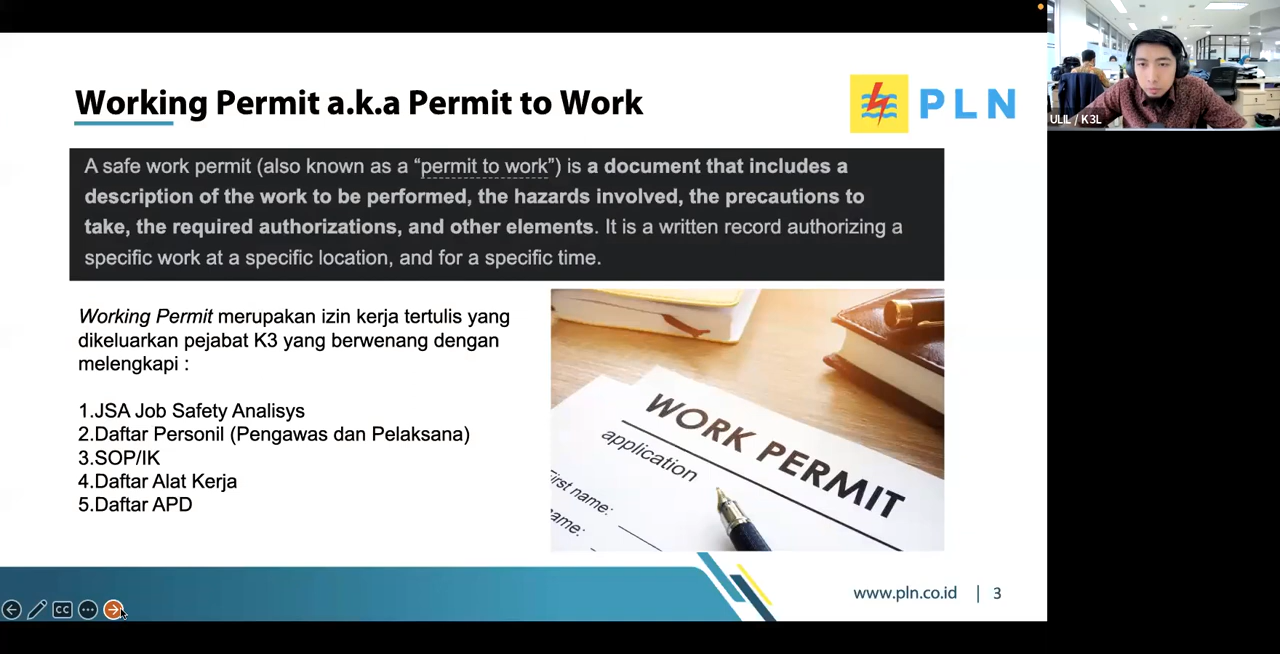 Working Permit a.k.a Permit to Work
PLN
ULIL / K3L
A safe work permit (also known as a “permit to work”) is a document that includes a
description of the work to be performed, the hazards involved, the precautions to
take, the required authorizations, and other elements. It is a written record authorizing a
specific work at a specific location, and for a specific time.
Working Permit merupakan izin kerja tertulis yang
dikeluarkan pejabat K3 yang berwenang dengan
melengkapi :
1.JSA Job Safety Analisys
2.Daftar Personil (Pengawas dan Pelaksana)
3.SOP/IK
4.Daftar Alat Kerja
5.Daftar APD
WORK PERMIT
application
First name:
name:
CC
www.pln.co.id | 3